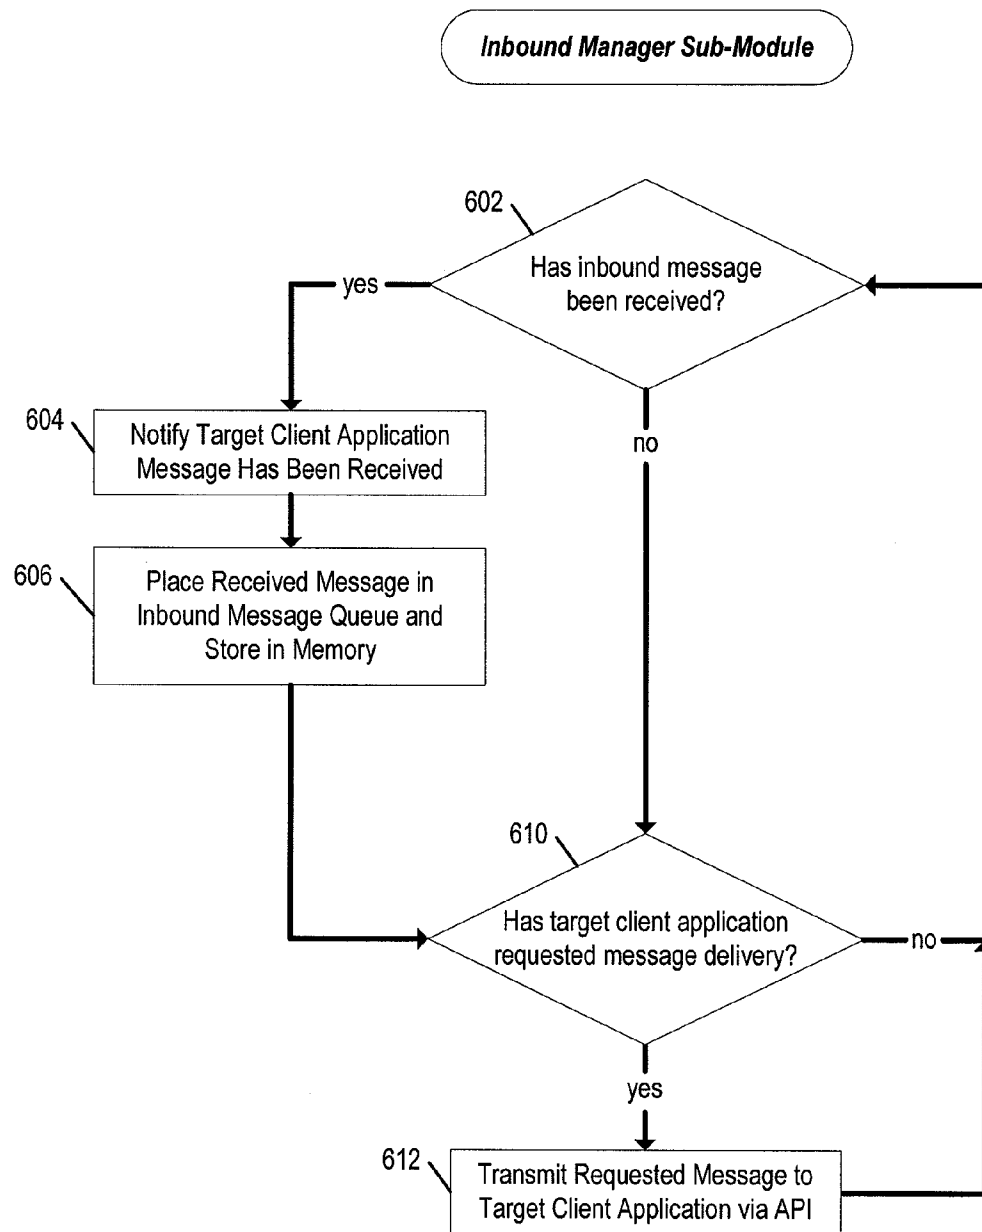 Inbound Manager Sub-Module
602
Has inbound message
been received?
yes
no
604
Notify Target Client Application
Message Has Been Received
606
Place Received Message in
Inbound Message Queue and
Store in Memory
610
Has target client application
requested message delivery?
no
yes
612
Transmit Requested Message to
Target Client Application via API